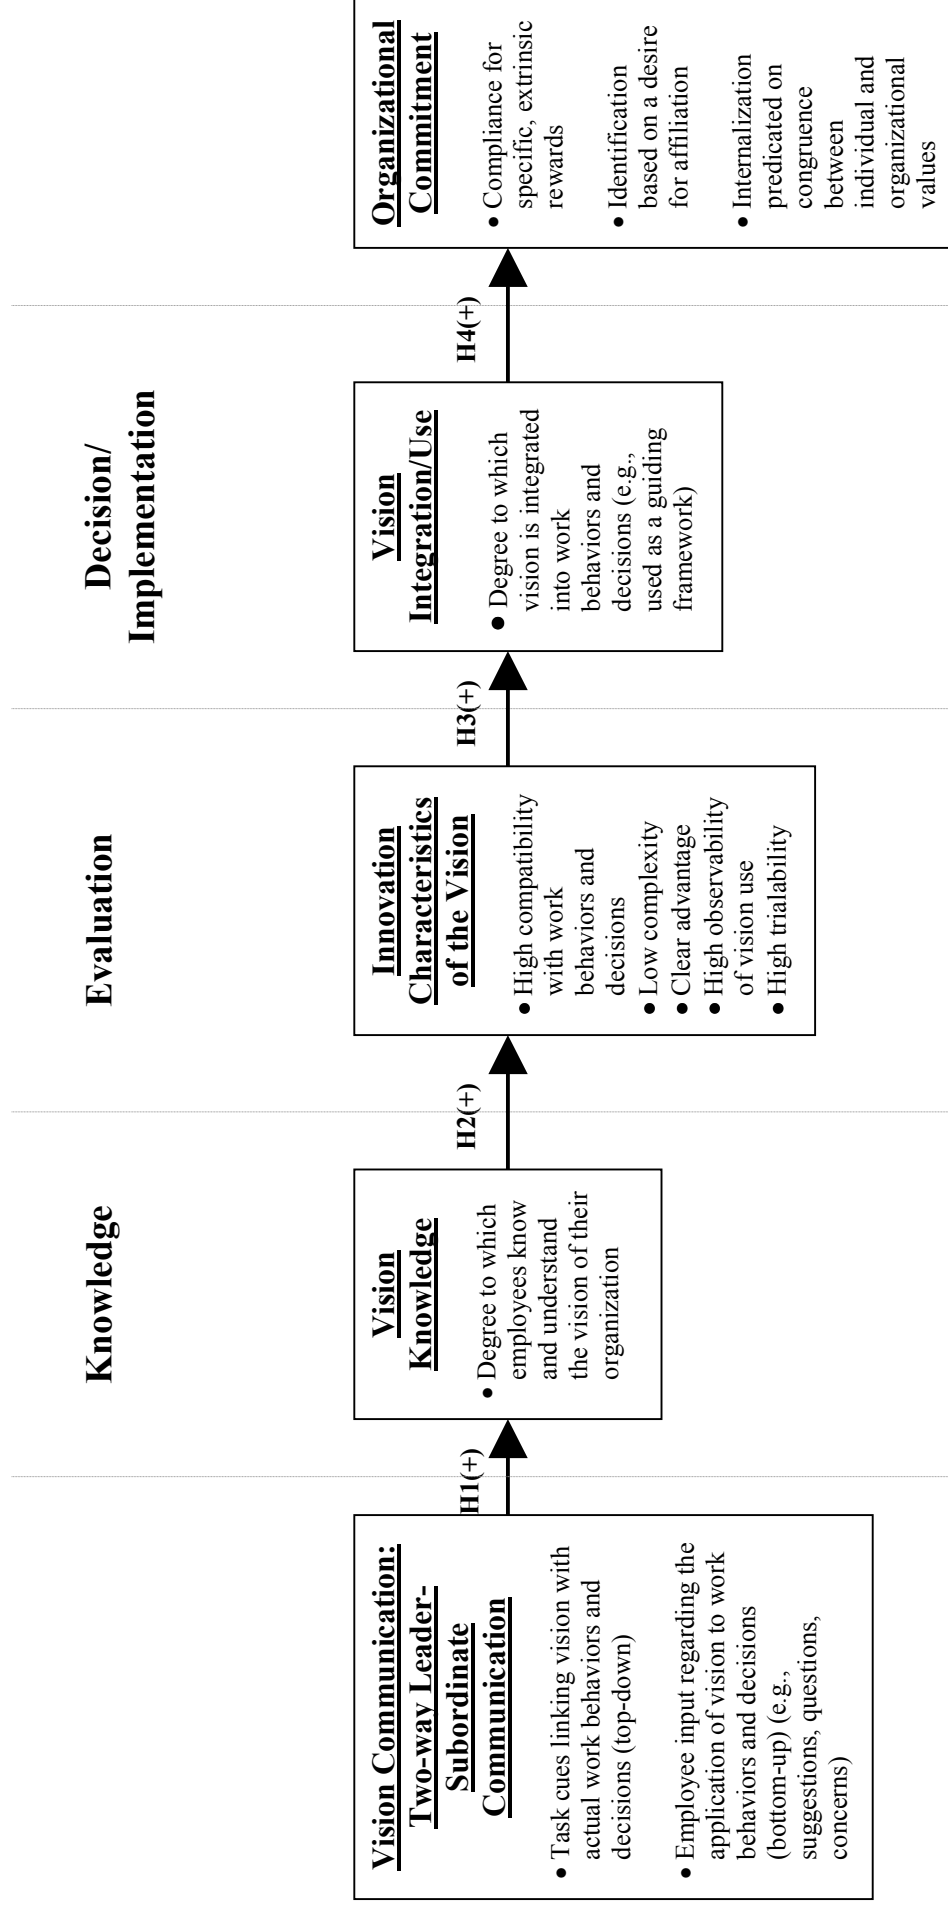 Knowledge
Evaluation
Decision/
Implementation
Vision Communication:
Two-way Leader-
Subordinate
Communication
● Task cues linking vision with
actual work behaviors and
decisions (top-down)
● Employee input regarding the
application of vision to work
behaviors and decisions
(bottom-up) (e.g.,
suggestions, questions,
concerns)
H1(+)
Vision
Knowledge
● Degree to which
employees know
and understand
the vision of their
organization
H2(+)
Innovation
Characteristics
of the Vision
● High compatibility
with work
behaviors and
decisions
● Low complexity
● Clear advantage
● High observability
of vision use
● High trialability
H3(+)
Vision
Integration/Use
● Degree to which
vision is integrated
into work
behaviors and
decisions (e.g.,
used as a guiding
framework)
H4(+)
Organizational
Commitment
● Compliance for
specific, extrinsic
rewards
● Identification
based on a desire
for affiliation
● Internalization
predicated on
congruence
between
individual and
organizational
values